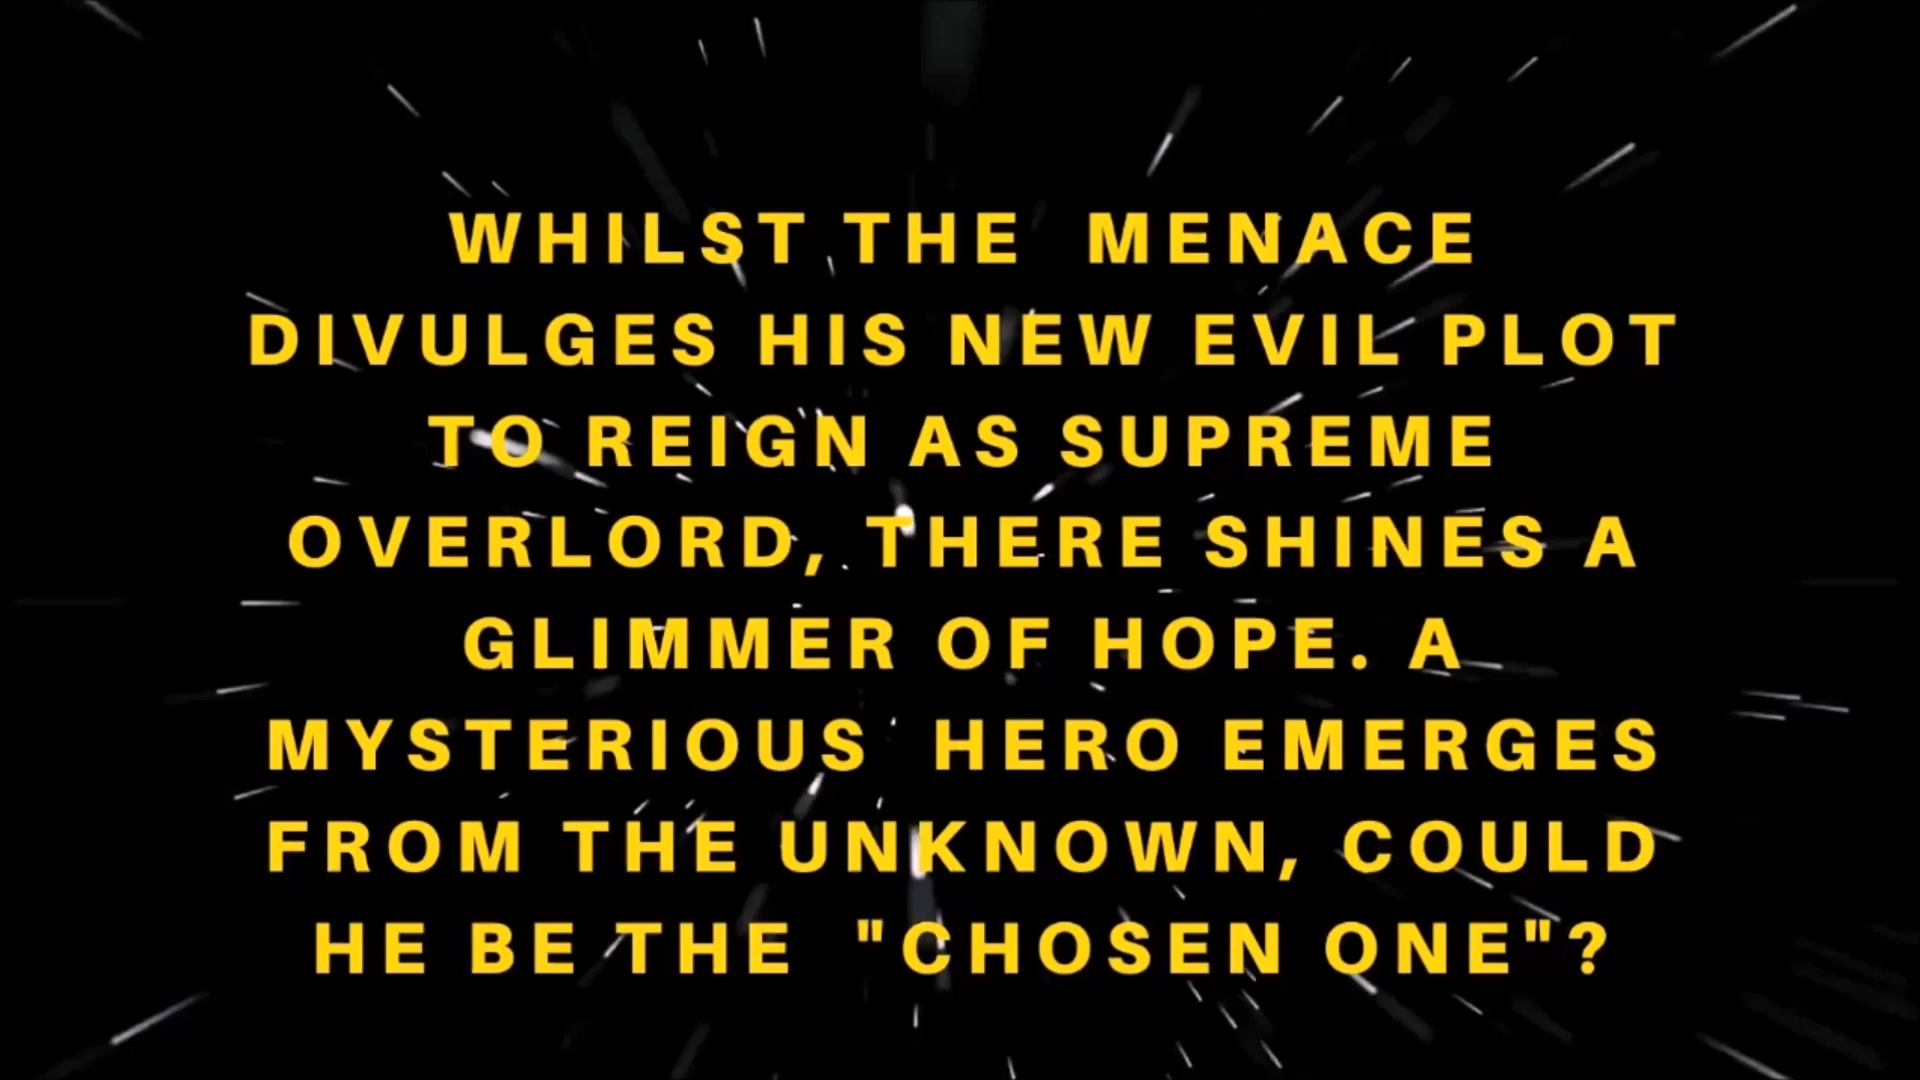 WHILST THE MENACE
DIVULGES HIS NEW EVIL PLOT
TO REIGN AS SUPREME
OVERLORD, THERE SHINES A
GLIMMER OF HOPE. A
MYSTERIOUS HERO EMERGES
FROM THE UNKNOWN, COULD
HE BE THE "CHOSEN ONE"?